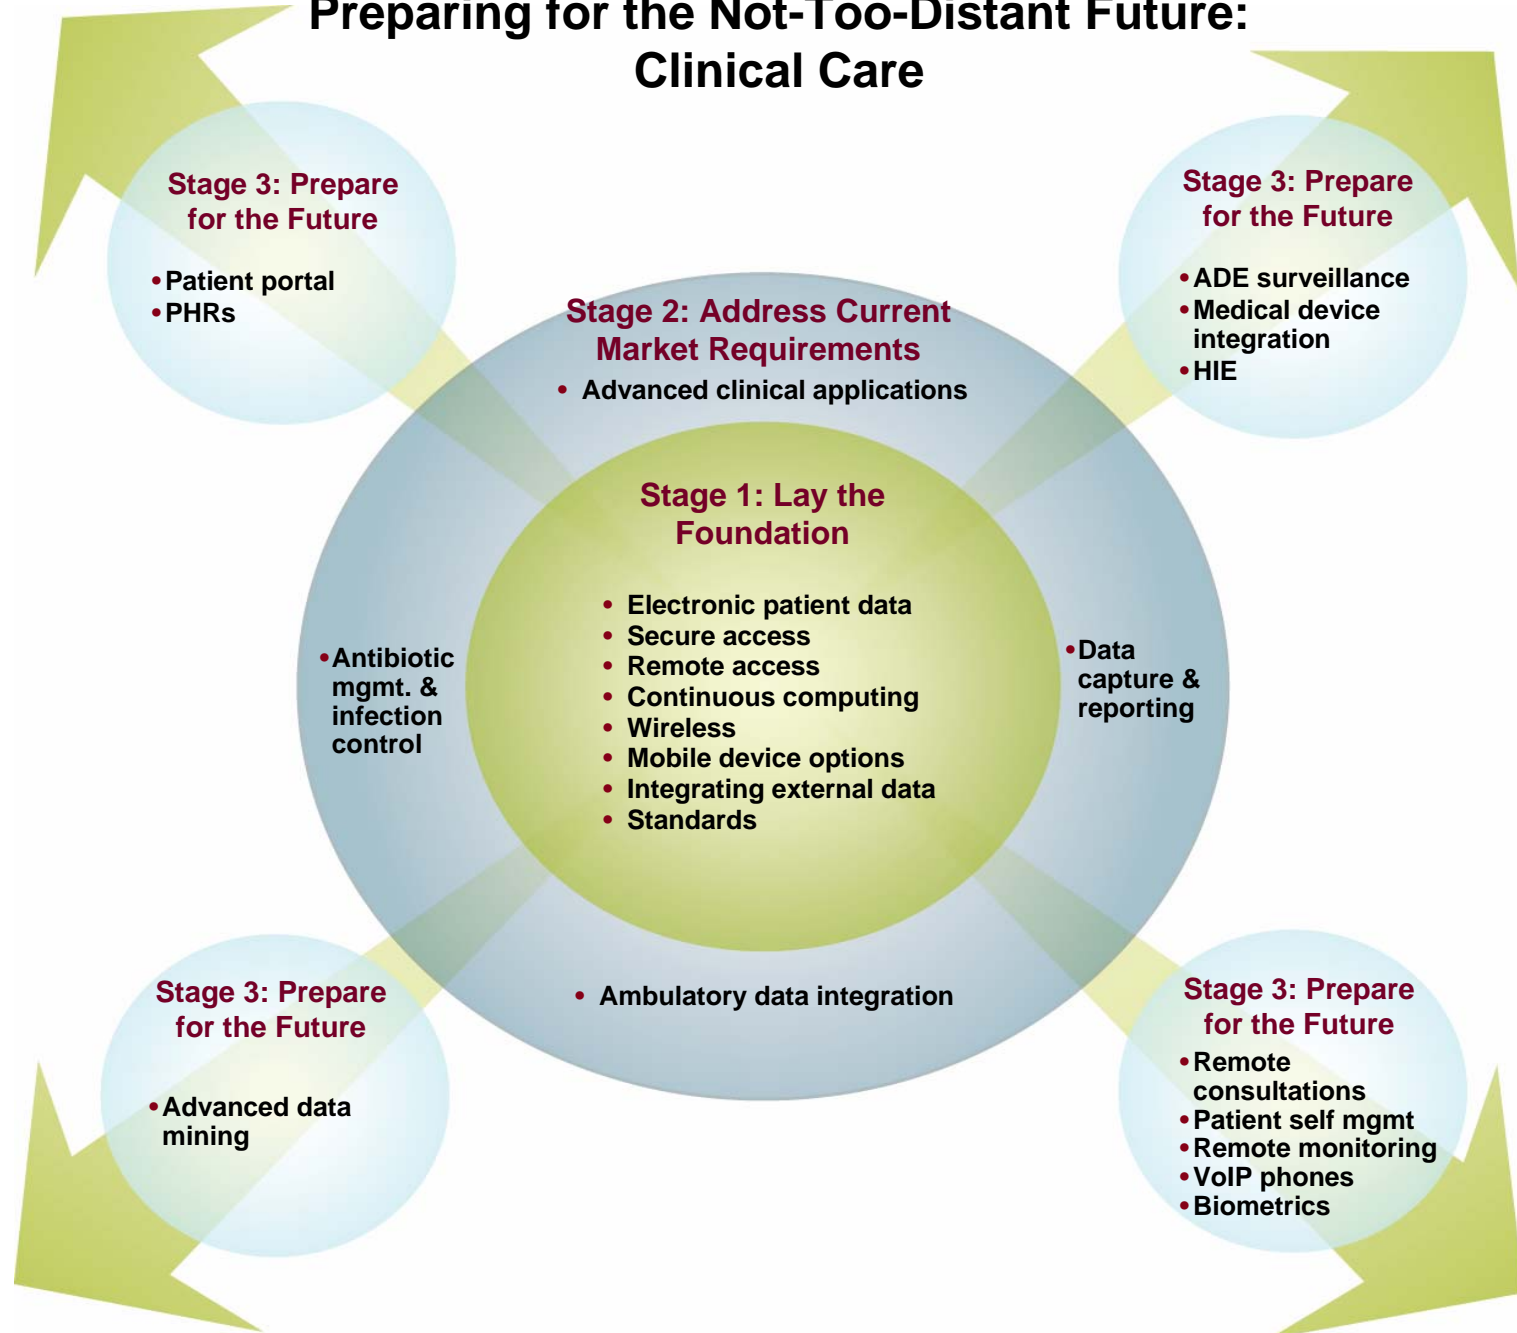 Preparing for the Not-Too-Distant Future:
Clinical Care
Stage 3: Prepare
for the Future
•Patient portal
•PHRs
Stage 3: Prepare
for the Future
•ADE surveillance
•Medical device
integration
•HIE
Stage 2: Address Current
Market Requirements
• Advanced clinical applications
Stage 1: Lay the
Foundation
• Electronic patient data
• Secure access
• Remote access
• Continuous computing
• Wireless
• Mobile device options
• Integrating external data
• Standards
•Antibiotic
mgmt. &
infection
control
•Data
capture &
reporting
• Ambulatory data integration
Stage 3: Prepare
for the Future
•Advanced data
mining
Stage 3: Prepare
for the Future
•Remote
consultations
•Patient self mgmt
•Remote monitoring
•VoIP phones
•Biometrics